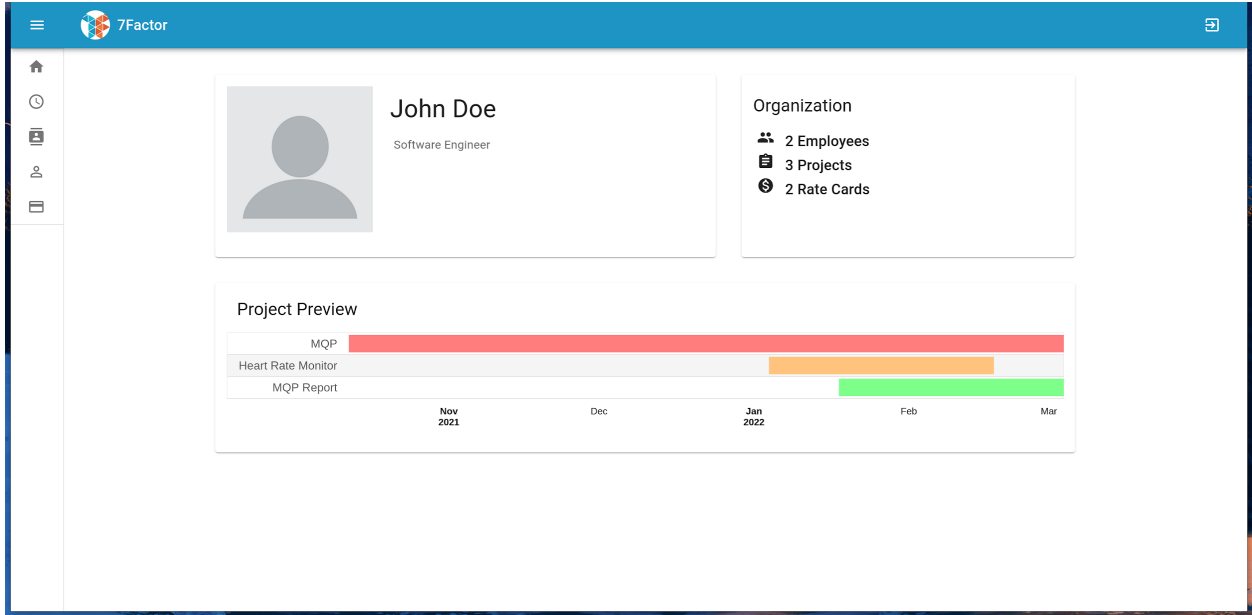 7Factor
John Doe
Software Engineer
Organization
2 Employees
3 Projects
2 Rate Cards
Project Preview
MQP
Heart Rate Monitor
MQP Report
Nov Dec Jan Feb Mar
2021 2022